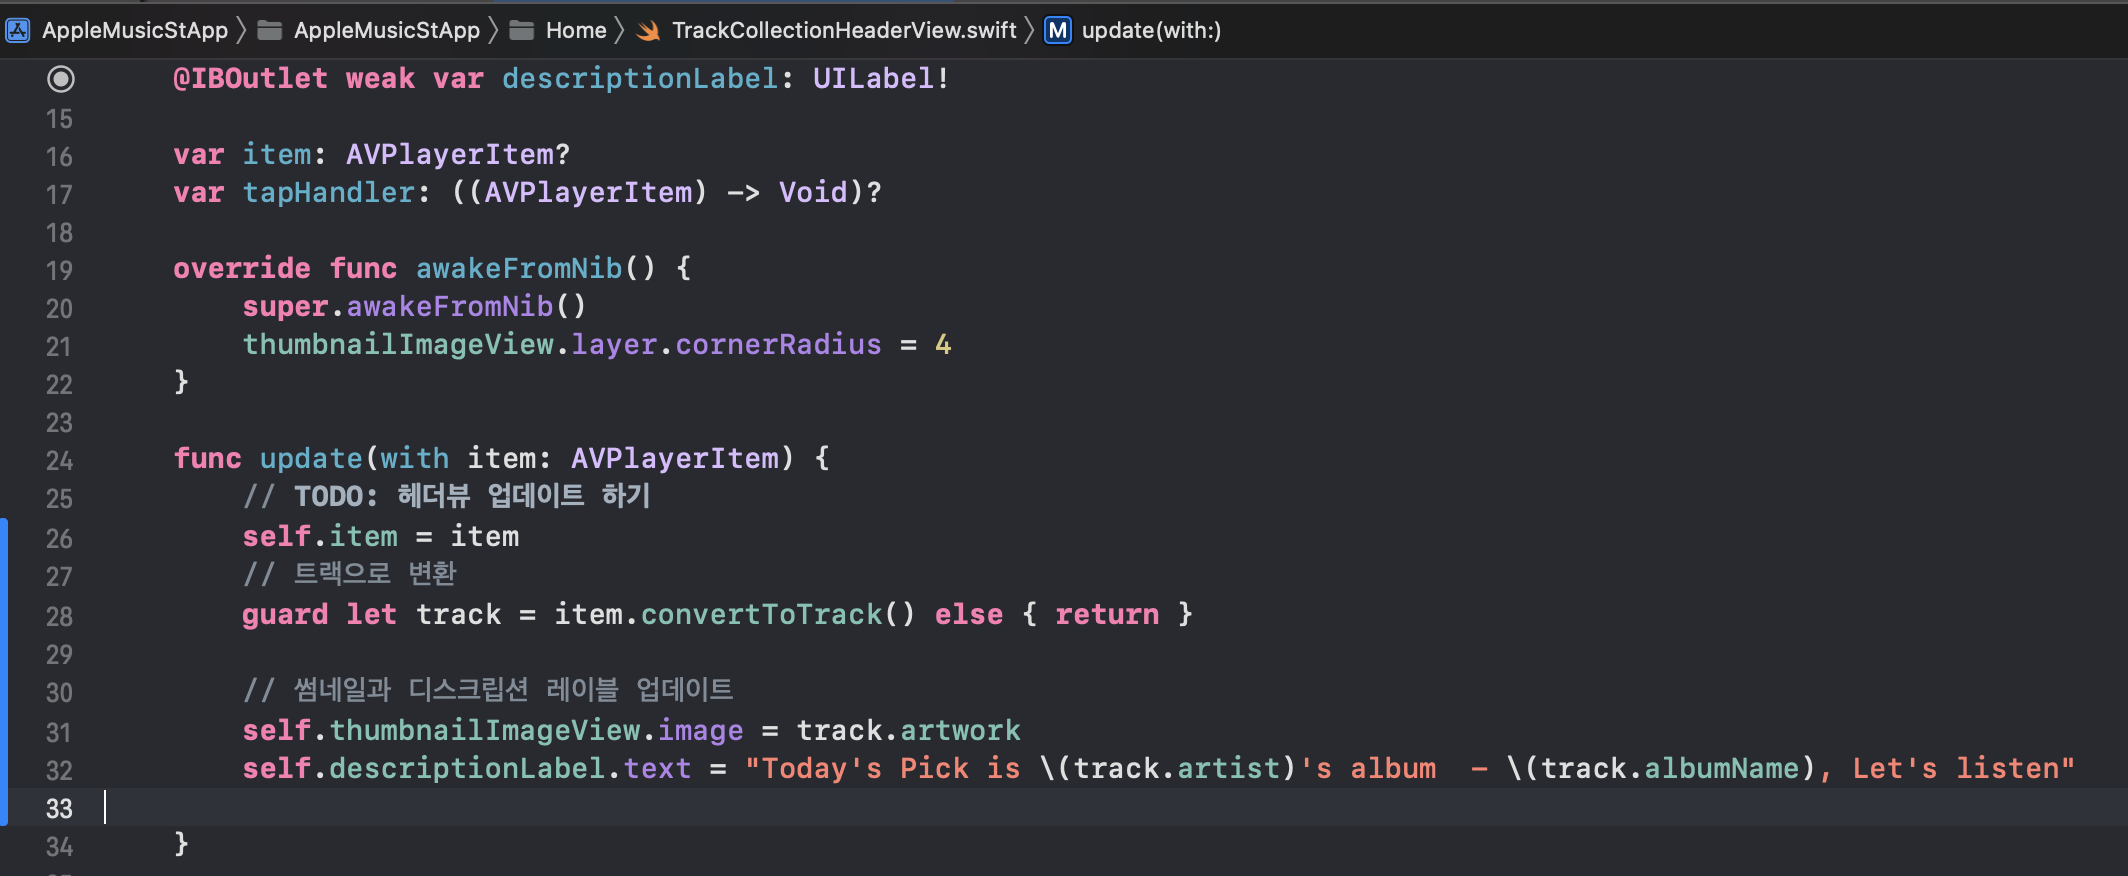 AppleMusicStApp 〉 AppleMusicStApp 〉 Home 〉 TrackCollectionHeaderView.swift 〉 M update(with:)
@IBOutlet weak var descriptionLabel: UILabel!
15
16 var item: AVPlayerItem?
17 var tapHandler: ((AVPlayerItem) -> Void)?
18
19 override func awakeFromNib() {
20 super.awakeFromNib()
21 thumbnailImageView.layer.cornerRadius = 4
22 }
23
24 func update(with item: AVPlayerItem) {
25 // TODO: 헤더뷰 업데이트 하기
26 self.item = item
27 // 트랙으로 변환
28 guard let track = item.convertToTrack() else { return }
29
30 // 썸네일과 디스크립션 레이블 업데이트
31 self.thumbnailImageView.image = track.artwork
32 self.descriptionLabel.text = "Today's Pick is \(track.artist)'s album  - \(track.albumName), Let's listen"
33
34 }